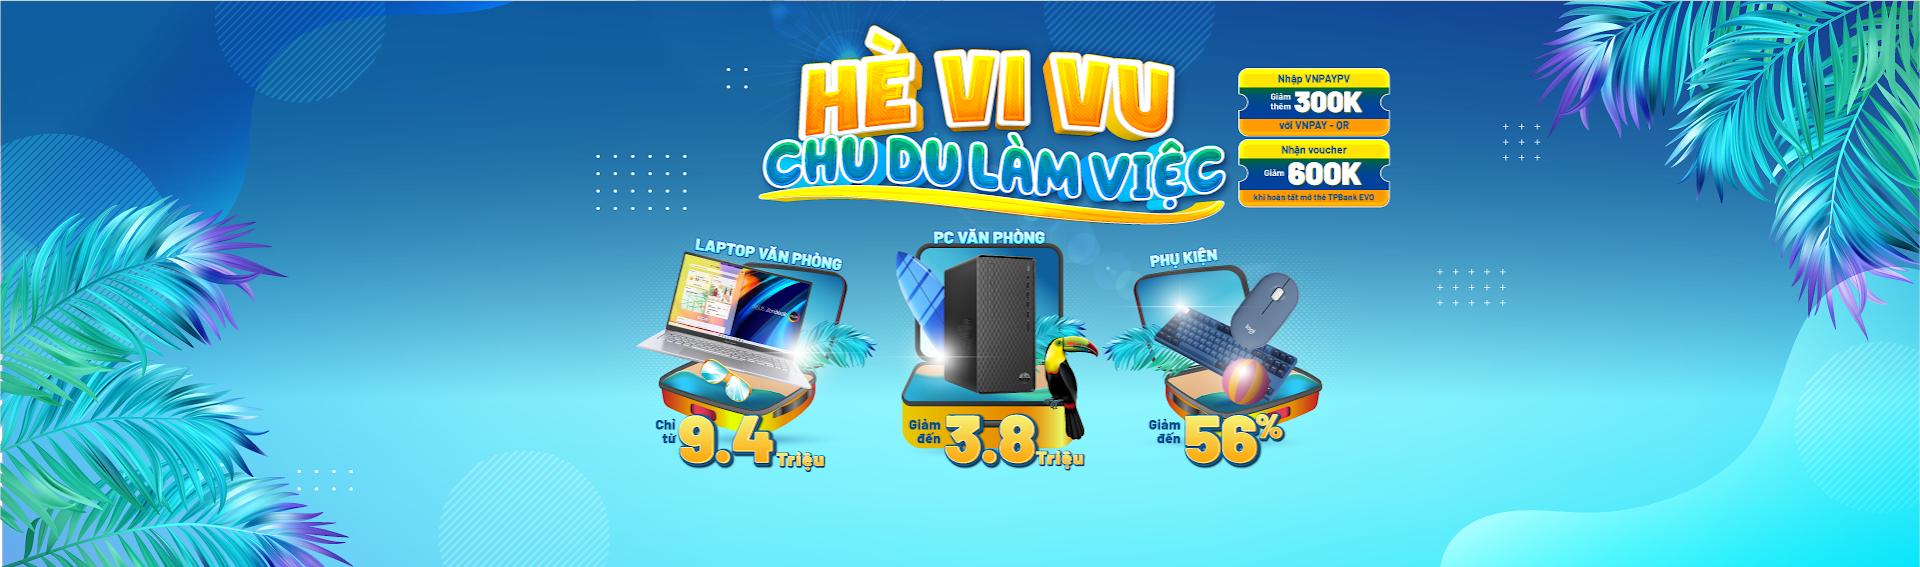 HÈ VI VU
CHU DU LÀM VIỆC
Nhập VNPAYPV
Giảm thêm 300K
với VNPAY - QR
Nhận voucher
Giảm 600K
khi hoàn tất mở thẻ TPBank EVO
LAPTOP VĂN PHÒNG
Chỉ từ 9.4 Triệu
PC VĂN PHÒNG
Giảm đến 3.8 Triệu
PHỤ KIỆN
logi
Giảm đến 56%